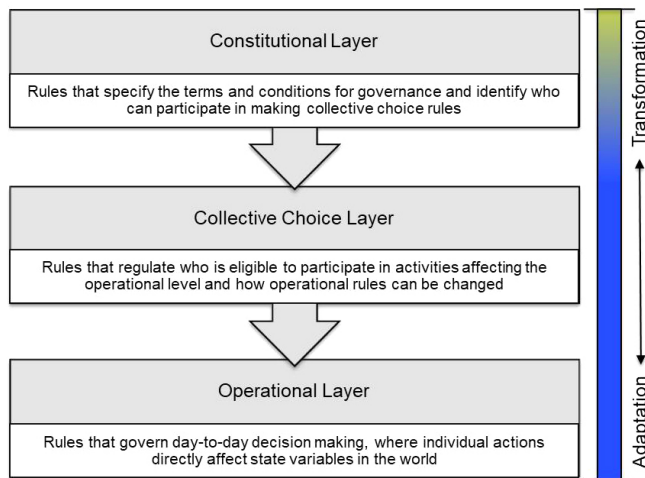 Constitutional Layer
Rules that specify the terms and conditions for governance and identify who
can participate in making collective choice rules
Collective Choice Layer
Rules that regulate who is eligible to participate in activities affecting the
operational level and how operational rules can be changed
Operational Layer
Rules that govern day-to-day decision making, where individual actions
directly affect state variables in the world
Transformation
Adaptation